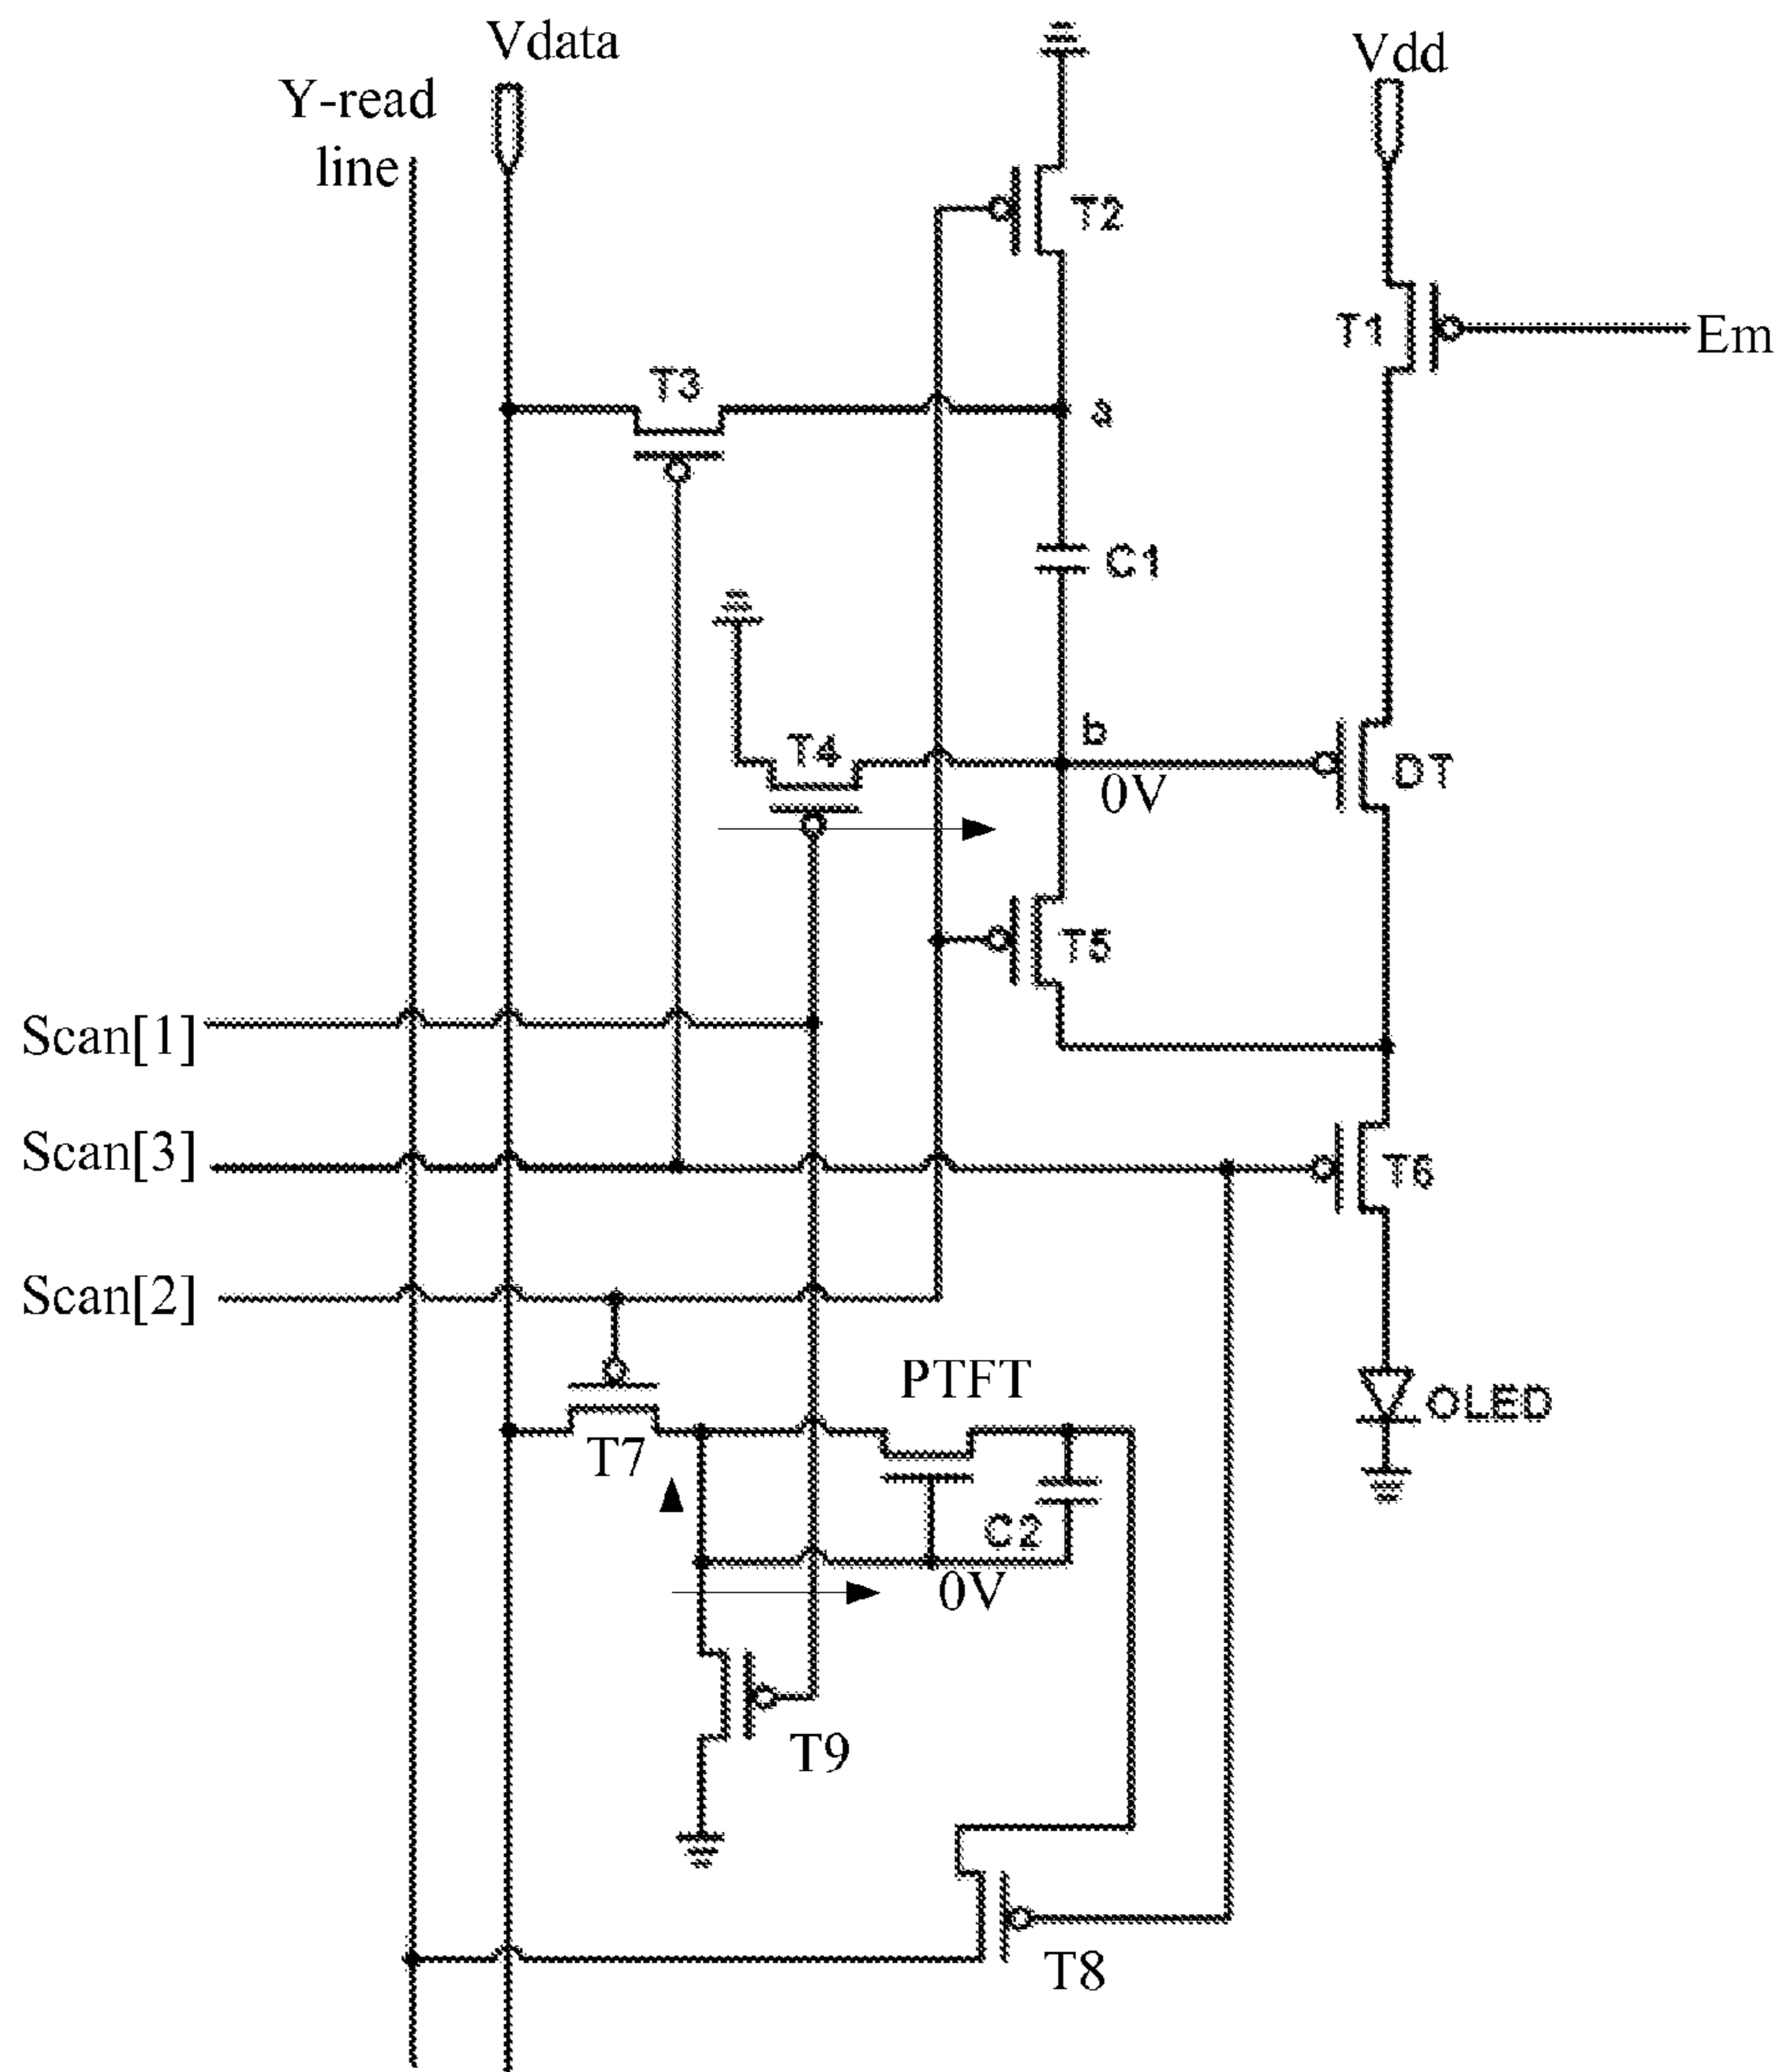 Vdata
Vdd
Y-read
line
T2
T1
Em
T3
a
C1
b
T4
0V
DT
T5
Scan[1]
Scan[3]
T6
Scan[2]
PTFT
OLED
T7
C2
0V
T9
T8